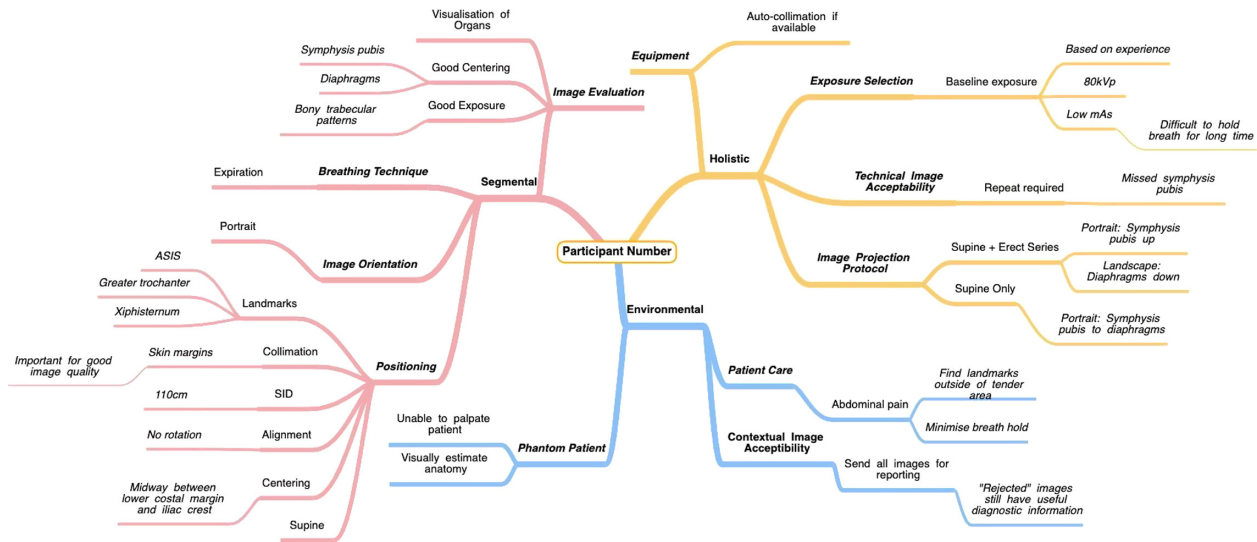 Participant Number
Segmental
Image Evaluation
Visualisation of
Organs
Good Centering
Symphysis pubis
Diaphragms
Good Exposure
Bony trabecular
patterns
Breathing Technique
Expiration
Image Orientation
Portrait
Positioning
Landmarks
ASIS
Greater trochanter
Xiphisternum
Collimation
Skin margins
Important for good
image quality
SID
110cm
Alignment
No rotation
Centering
Midway between
lower costal margin
and iliac crest
Supine
Holistic
Equipment
Auto-collimation if
available
Exposure Selection
Baseline exposure
Based on experience
80kVp
Low mAs
Difficult to hold
breath for long time
Technical Image
Acceptability
Repeat required
Missed symphysis
pubis
Image Projection
Protocol
Supine + Erect Series
Portrait: Symphysis
pubis up
Landscape:
Diaphragms down
Supine Only
Portrait: Symphysis
pubis to diaphragms
Environmental
Patient Care
Abdominal pain
Find landmarks
outside of tender
area
Minimise breath hold
Contextual Image
Acceptibility
Send all images for
reporting
"Rejected" images
still have useful
diagnostic information
Phantom Patient
Unable to palpate
patient
Visually estimate
anatomy